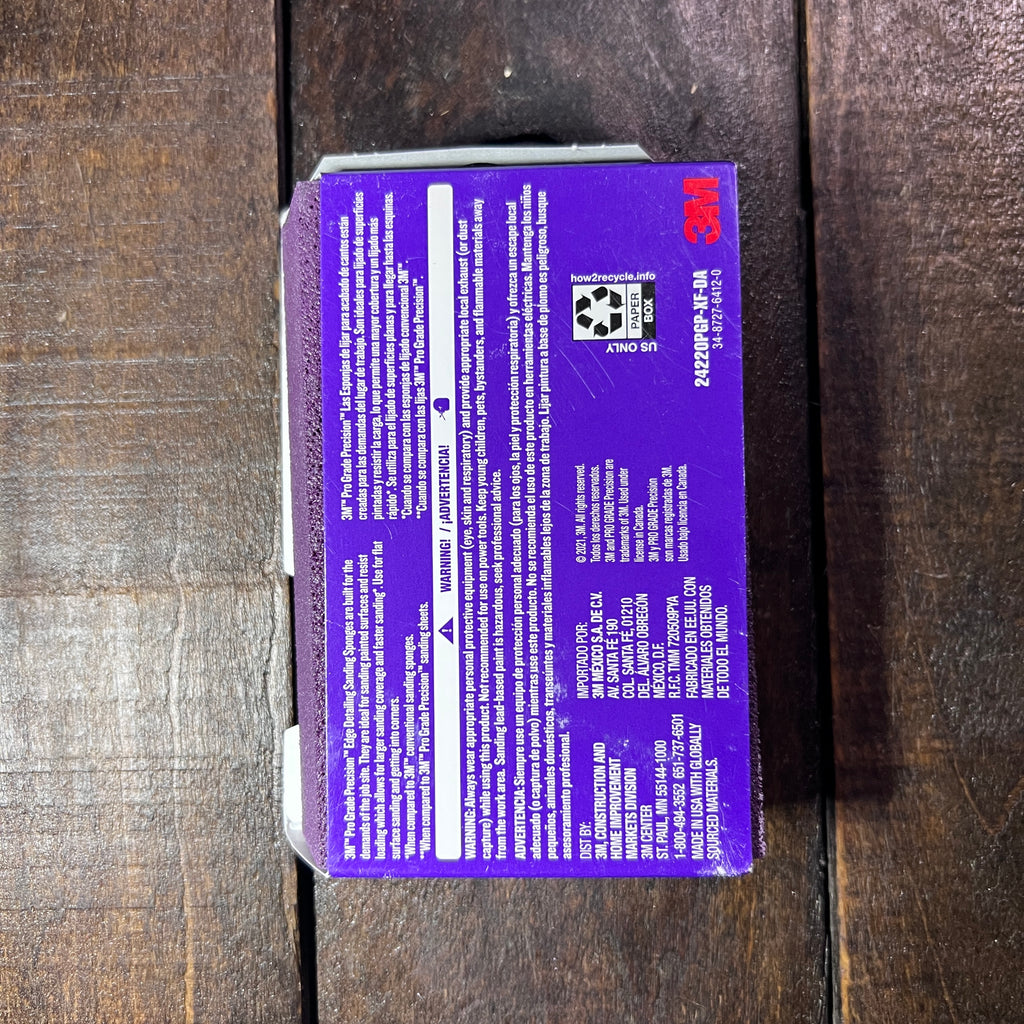 3M™ Pro Grade Precision™ Edge Detailing Sanding Sponges are built for the
demands of the job site. They are ideal for sanding painted surfaces and resist
loading which allows for larger sanding coverage and faster sanding*. Use for flat
surface sanding and getting into corners.
*When compared to 3M™ conventional sanding sponges.
**When compared to 3M™ Pro Grade Precision™ sanding sheets.
3M™ Pro Grade Precision™ Las Esponjas de lijar para acabado de cantos están
creadas para las demandas del lugar de trabajo. Son ideales para lijado de superficies
pintadas y resistir la carga, lo que permite una mayor cobertura y un lijado más
rápido*. Se utiliza para el lijado de superficies planas y para llegar hasta las esquinas.
*Cuando se compara con las esponjas de lijado convencional 3M™.
**Cuando se compara con las lijas 3M™ Pro Grade Precision™.
WARNING! / ¡ADVERTENCIA!
WARNING: Always wear appropriate personal protective equipment (eye, skin and respiratory) and provide appropriate local exhaust (or dust
capture) while using this product. Not recommended for use on power tools. Keep young children, pets, bystanders, and flammable materials away
from the work area. Sanding lead-based paint is hazardous, seek professional advice.
ADVERTENCIA: Siempre use un equipo de protección personal adecuado (para los ojos, la piel y protección respiratoria) y ofrezca un escape local
adecuado (o captura de polvo) mientras use este producto. No se recomienda el uso de este producto en herramientas eléctricas. Mantenga los niños
pequeños, animales domésticos, transeúntes y materiales inflamables lejos de la zona de trabajo. Lijar pintura a base de plomo es peligroso, busque
asesoramiento profesional.
DIST BY:
3M, CONSTRUCTION AND
HOME IMPROVEMENT
MARKETS DIVISION
3M CENTER
ST. PAUL, MN 55144-1000
1-800-494-3552 651-737-6501
MADE IN USA WITH GLOBALLY
SOURCED MATERIALS.
IMPORTADO POR:
3M MEXICO S.A. DE C.V.
AV. SANTA FÉ 190
COL. SANTA FE, 01210
DEL. ÁLVARO OBREGÓN
MÉXICO, D.F.
R.F.C. TMM 720509PYA
FABRICADO EN EE.UU. CON
MATERIALES OBTENIDOS
DE TODO EL MUNDO.
© 2021, 3M. All rights reserved.
Todos los derechos reservados.
3M and PRO GRADE Precision are
trademarks of 3M. Used under
license in Canada.
3M y PRO GRADE Precision
son marcas registradas de 3M.
Usado bajo licencia en Canadá.
how2recycle.info
PAPER
BOX
US ONLY
24220PGP-XF-DA
34-8727-6412-0
3M